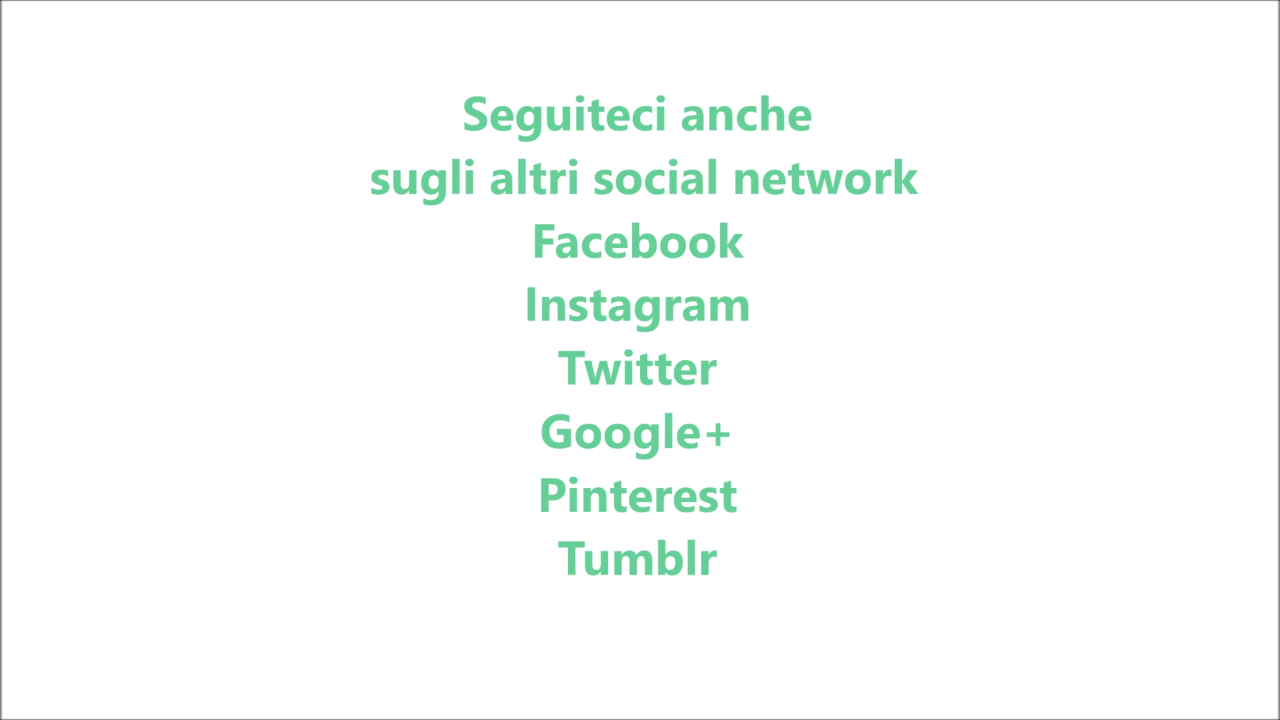 Seguiteci anche
sugli altri social network
Facebook
Instagram
Twitter
Google+
Pinterest
Tumblr